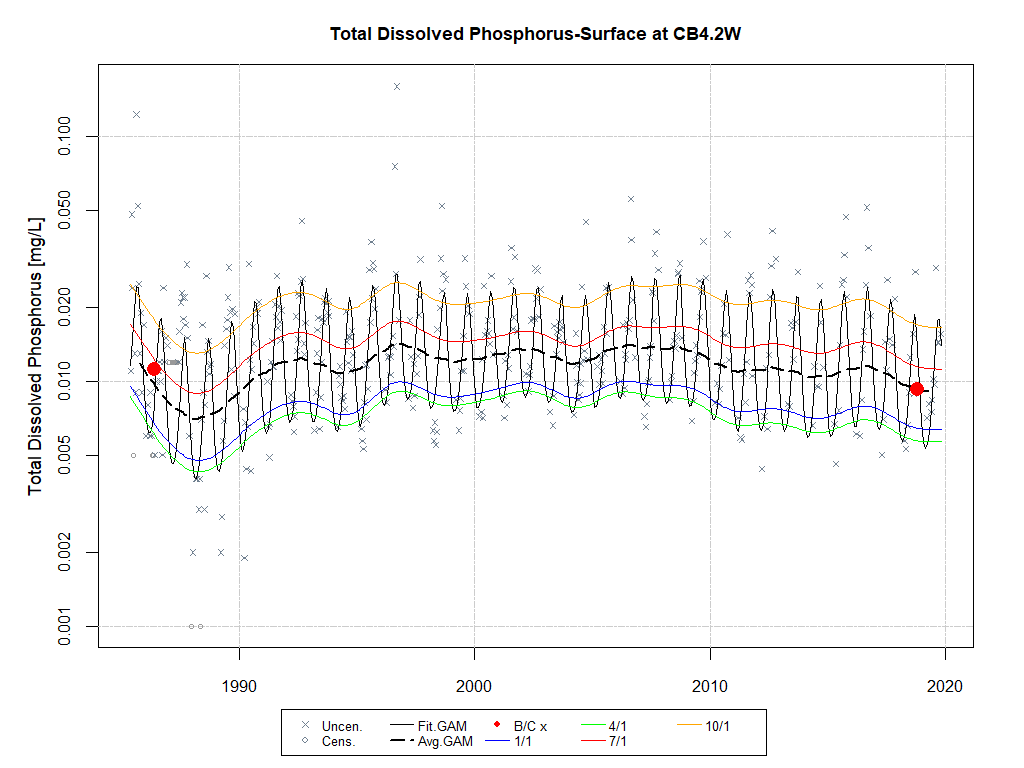 Total Dissolved Phosphorus-Surface at CB4.2W
Total Dissolved Phosphorus [mg/L]
0.100
0.050
0.020
0.010
0.005
0.002
0.001
1990 2000 2010 2020
Uncen. Fit.GAM B/C x 4/1 10/1
Cens. Avg.GAM 1/1 7/1